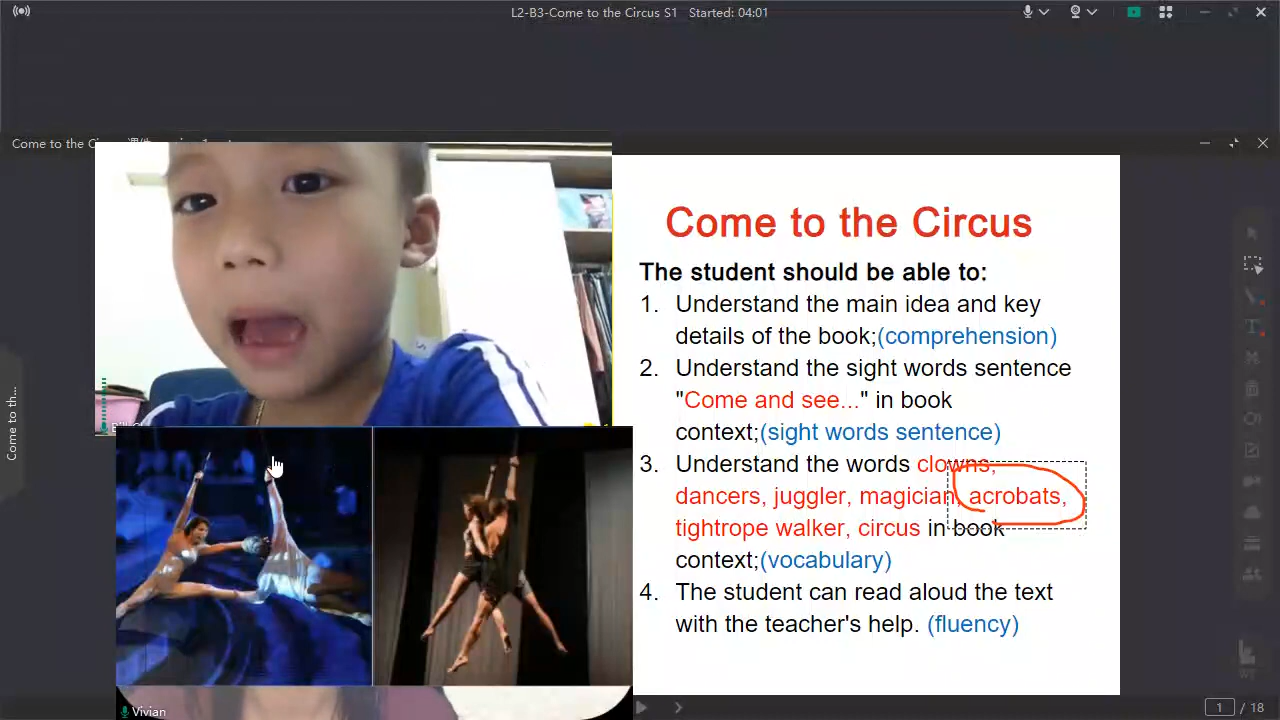 L2-B3-Come to the Circus S1 Started: 04:01
Come to the
Come to the Circus
The student should be able to:
1. Understand the main idea and key
details of the book;(comprehension)
2. Understand the sight words sentence
"Come and see..." in book
context;(sight words sentence)
3. Understand the words clowns,
dancers, juggler, magician, acrobats,
tightrope walker, circus in book
context;(vocabulary)
4. The student can read aloud the text
with the teacher's help. (fluency)
Come to th...
Vivian
1 / 18